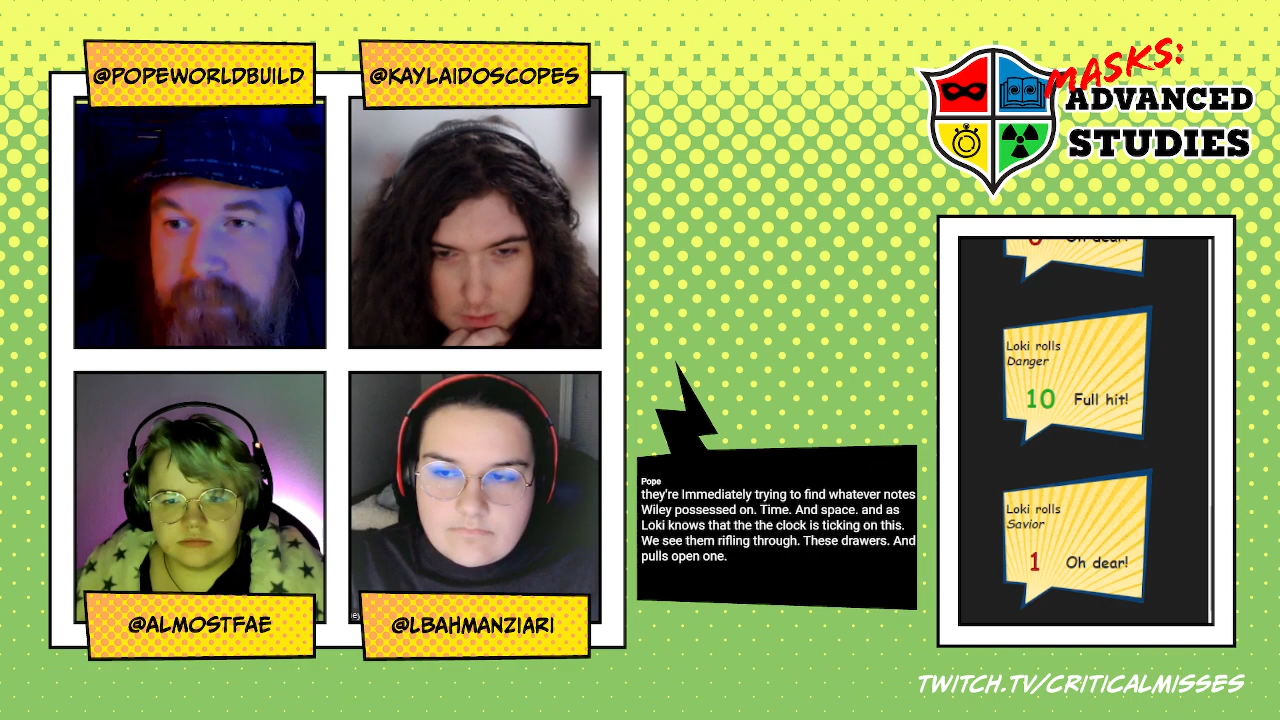 @POPEWORLDBUILD
@KAYLAIDOSCOPES
MASKS:
ADVANCED
STUDIES
Oh dear!
Loki rolls
Danger
10 Full hit!
Pope
they're Immediately trying to find whatever notes
Wiley possessed on. Time. And space. and as
Loki knows that the the clock is ticking on this.
We see them rifling through. These drawers. And
pulls open one.
Loki rolls
Savior
1 Oh dear!
@ALMOSTFAE
@LBAHMANZIARI
TWITCH.TV/CRITICALMISSES